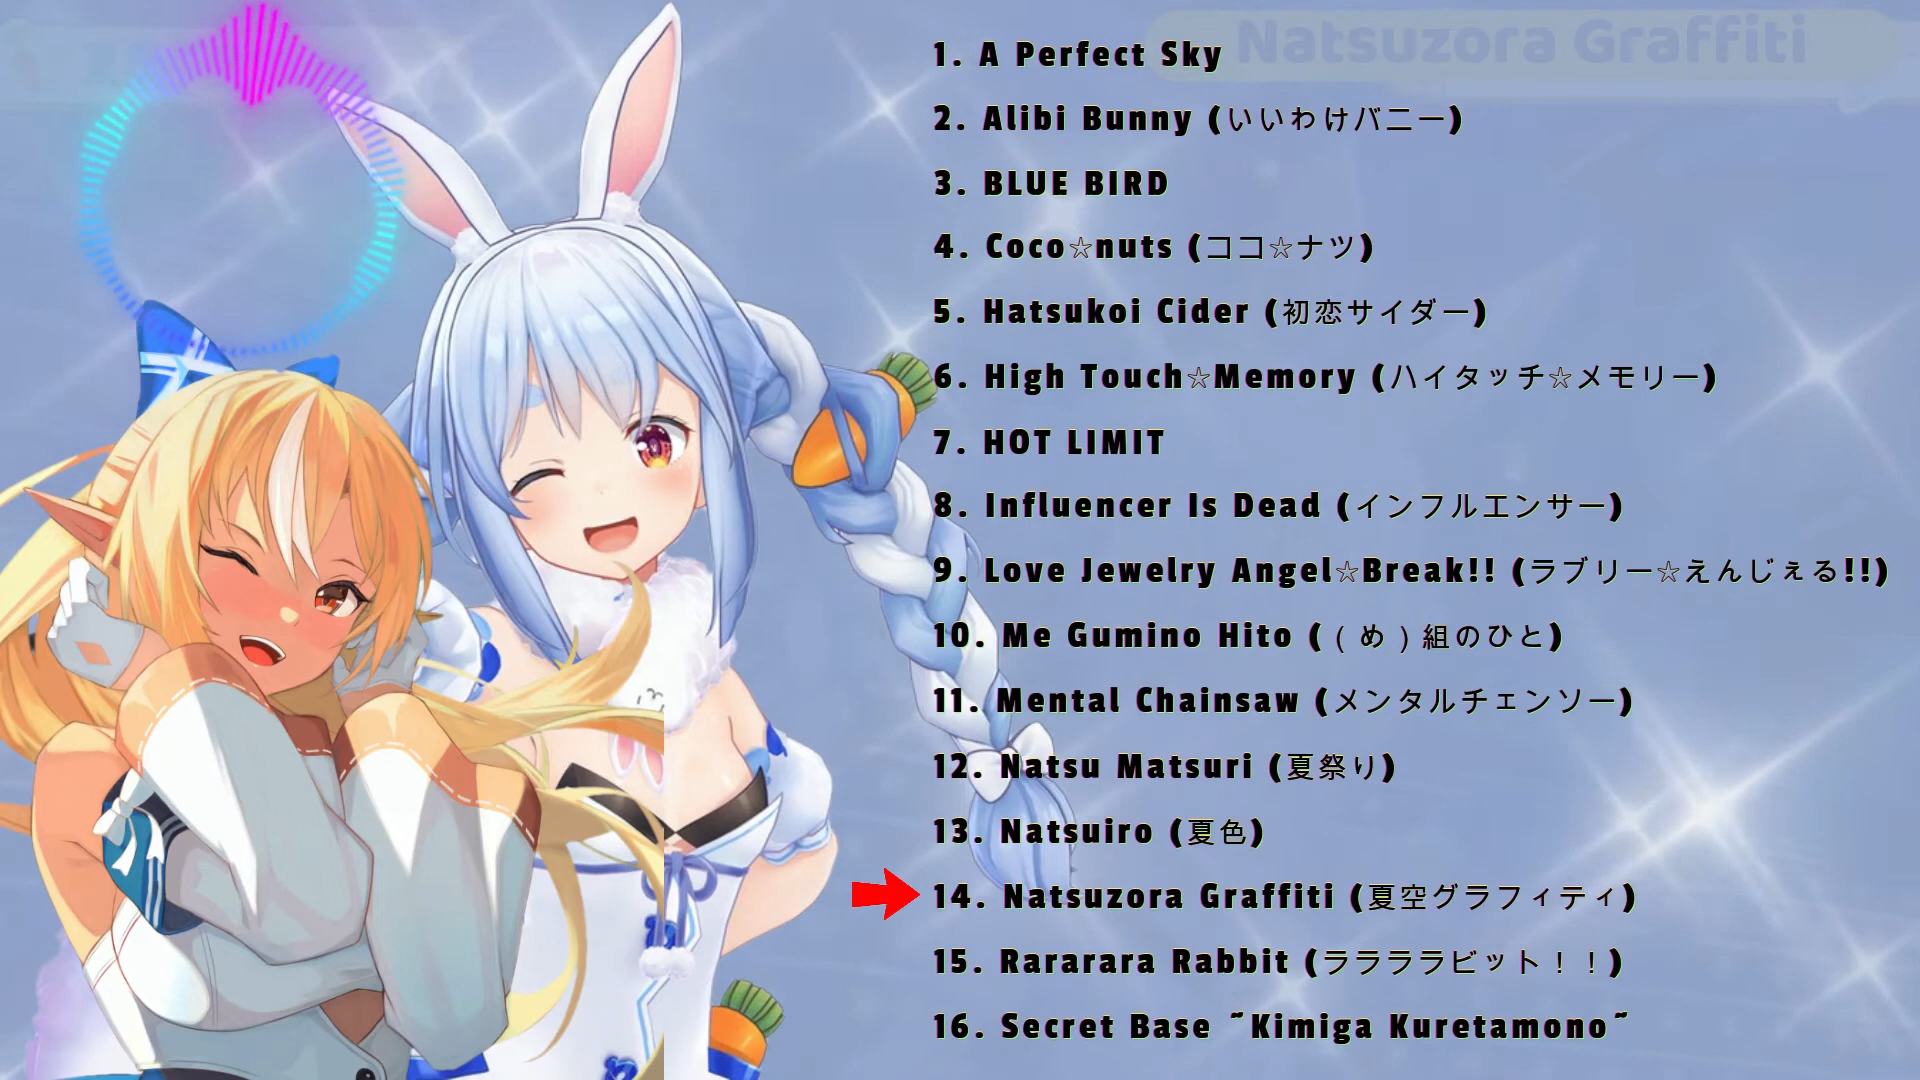 Natsuzora Graffiti
1. A Perfect Sky
2. Alibi Bunny (いいわけバニー)
3. BLUE BIRD
4. Coco☆nuts (ココ☆ナツ)
5. Hatsukoi Cider (初恋サイダー)
6. High Touch☆Memory (ハイタッチ☆メモリー)
7. HOT LIMIT
8. Influencer Is Dead (インフルエンサー)
9. Love Jewelry Angel☆Break!! (ラブリー☆えんじぇる!!)
10. Me Gumino Hito (（め）組のひと)
11. Mental Chainsaw (メンタルチェンソー)
12. Natsu Matsuri (夏祭り)
13. Natsuiro (夏色)
14. Natsuzora Graffiti (夏空グラフィティ)
15. Rararara Rabbit (ララララビット！！)
16. Secret Base ~Kimiga Kuretamono~